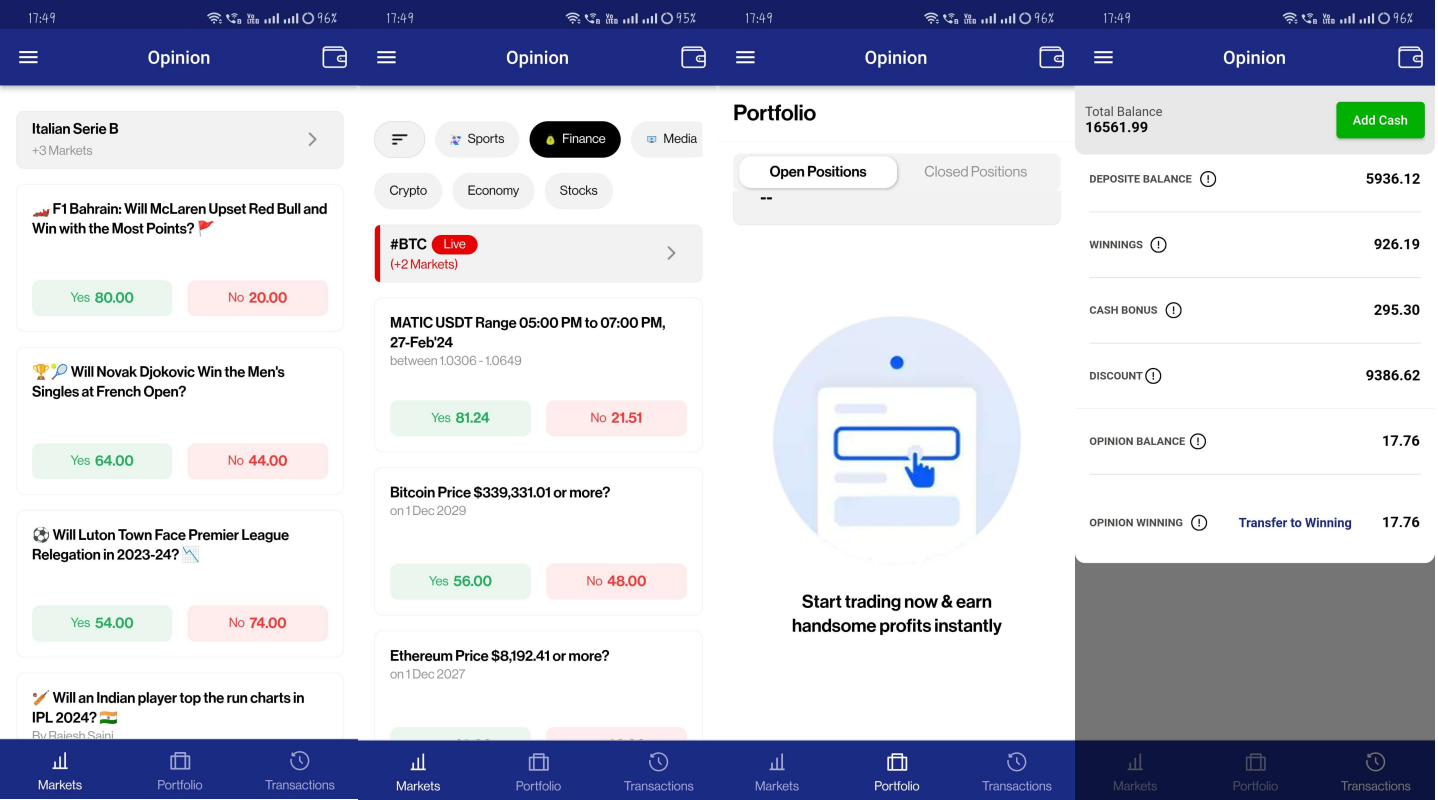 17:49
96%
Opinion
Italian Serie B
+3 Markets
F1 Bahrain: Will McLaren Upset Red Bull and
Win with the Most Points?
Yes 80.00
No 20.00
Will Novak Djokovic Win the Men's
Singles at French Open?
Yes 64.00
No 44.00
Will Luton Town Face Premier League
Relegation in 2023-24?
Yes 54.00
No 74.00
Will an Indian player top the run charts in
IPL 2024?
By Rajesh Saini
Markets
Portfolio
Transactions
17:49
95%
Opinion
Sports
Finance
Media
Crypto
Economy
Stocks
#BTC Live
(+2 Markets)
MATIC USDT Range 05:00 PM to 07:00 PM,
27-Feb'24
between 1.0306 - 1.0649
Yes 81.24
No 21.51
Bitcoin Price $339,331.01 or more?
on 1 Dec 2029
Yes 56.00
No 48.00
Ethereum Price $8,192.41 or more?
on 1 Dec 2027
Markets
Portfolio
Transactions
17:49
96%
Opinion
Portfolio
Open Positions
Closed Positions
--
Start trading now & earn
handsome profits instantly
Markets
Portfolio
Transactions
17:49
96%
Opinion
Total Balance
16561.99
Add Cash
DEPOSITE BALANCE
5936.12
WINNINGS
926.19
CASH BONUS
295.30
DISCOUNT
9386.62
OPINION BALANCE
17.76
OPINION WINNING
Transfer to Winning
17.76
Markets
Portfolio
Transactions